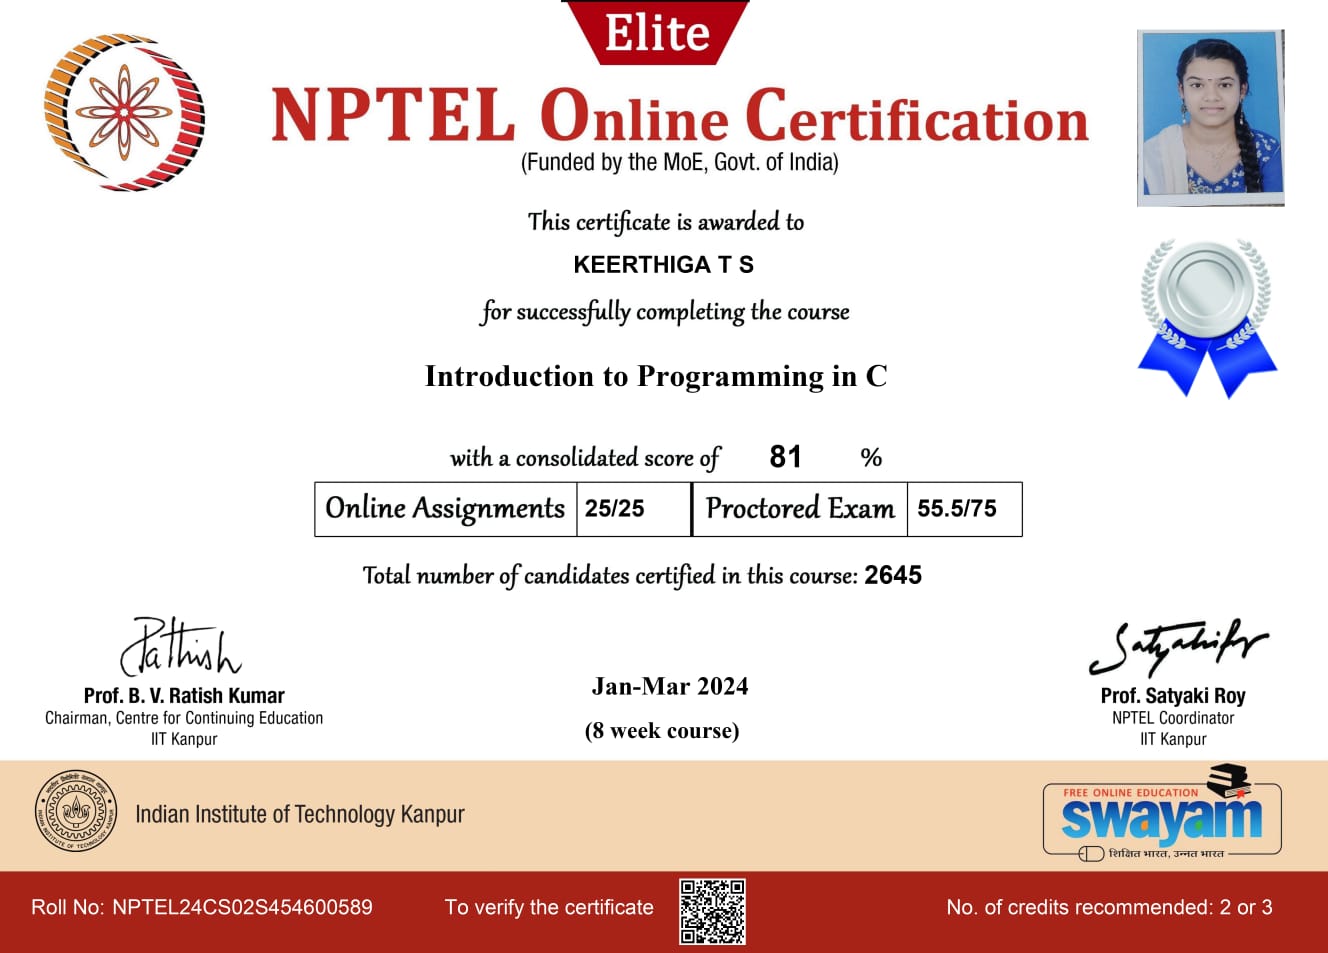 Elite
NPTEL Online Certification
(Funded by the MoE, Govt. of India)
This certificate is awarded to
KEERTHIGA T S
for successfully completing the course
Introduction to Programming in C
with a consolidated score of 81 %
Online Assignments 25/25 Proctored Exam 55.5/75
Total number of candidates certified in this course: 2645
Prof. B. V. Ratish Kumar
Chairman, Centre for Continuing Education
IIT Kanpur
Jan-Mar 2024
(8 week course)
Prof. Satyaki Roy
NPTEL Coordinator
IIT Kanpur
Indian Institute of Technology Kanpur
FREE ONLINE EDUCATION
swayam
शिक्षित भारत, उन्नत भारत
Roll No: NPTEL24CS02S454600589
To verify the certificate
No. of credits recommended: 2 or 3